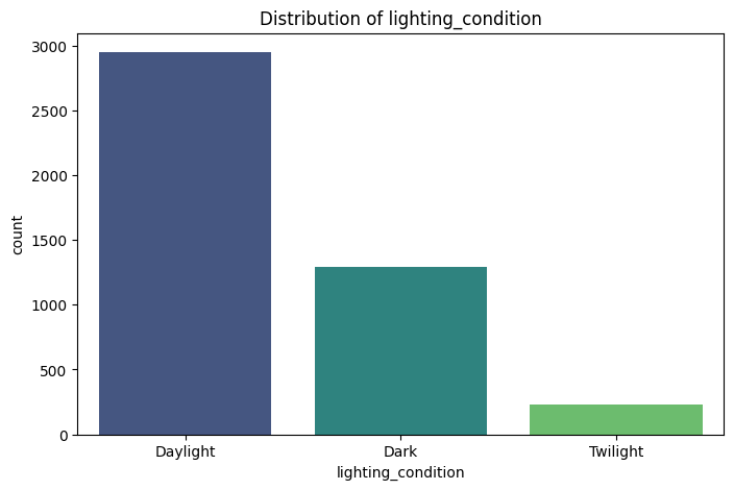 Distribution of lighting_condition
3000
2500
2000
1500
1000
500
0
count
Daylight
Dark
Twilight
lighting_condition